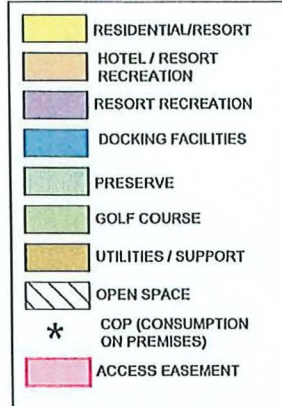 RESIDENTIAL/RESORT
HOTEL / RESORT
RECREATION
RESORT RECREATION
DOCKING FACILITIES
PRESERVE
GOLF COURSE
UTILITIES / SUPPORT
OPEN SPACE
* COP (CONSUMPTION
ON PREMISES)
ACCESS EASEMENT